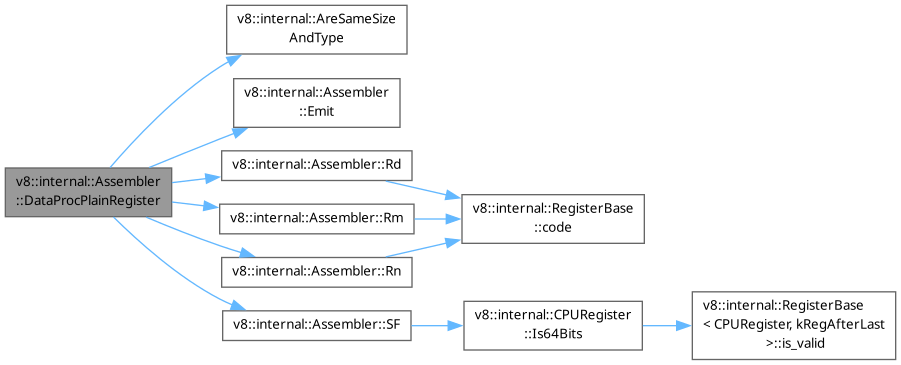 v8::internal::AreSameSize
AndType
v8::internal::Assembler
::Emit
v8::internal::Assembler
::DataProcPlainRegister
v8::internal::Assembler::Rd
v8::internal::Assembler::Rm
v8::internal::Assembler::Rn
v8::internal::Assembler::SF
v8::internal::RegisterBase
::code
v8::internal::CPURegister
::Is64Bits
v8::internal::RegisterBase
< CPURegister, kRegAfterLast
>::is_valid